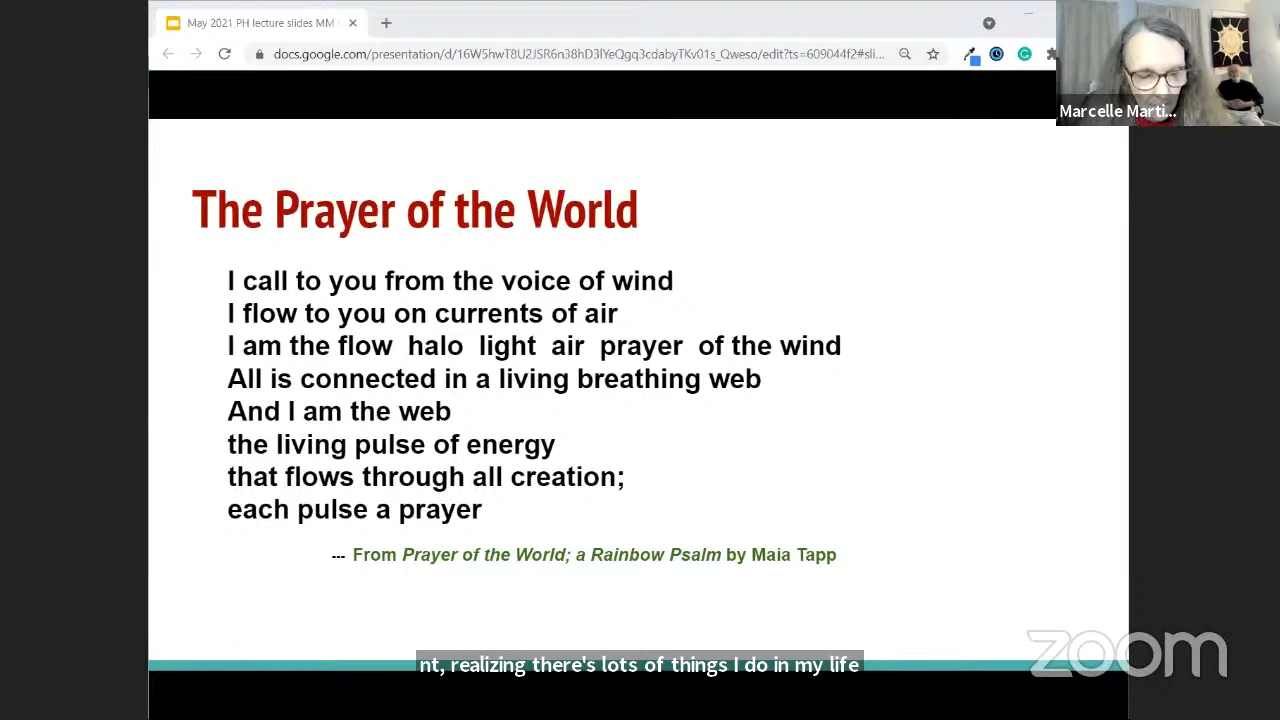 May 2021 PH lecture slides MM
docs.google.com/presentation/d/16W5hwT8U2JSR6n38hD3fYeQgq3cdabyTKv01s_Qweso/edit?ts=609044f2#sli...
Marcelle Marti...
The Prayer of the World
I call to you from the voice of wind
I flow to you on currents of air
I am the flow halo light air prayer of the wind
All is connected in a living breathing web
And I am the web
the living pulse of energy
that flows through all creation;
each pulse a prayer
--- From Prayer of the World; a Rainbow Psalm by Maia Tapp
zoom
nt, realizing there's lots of things I do in my life